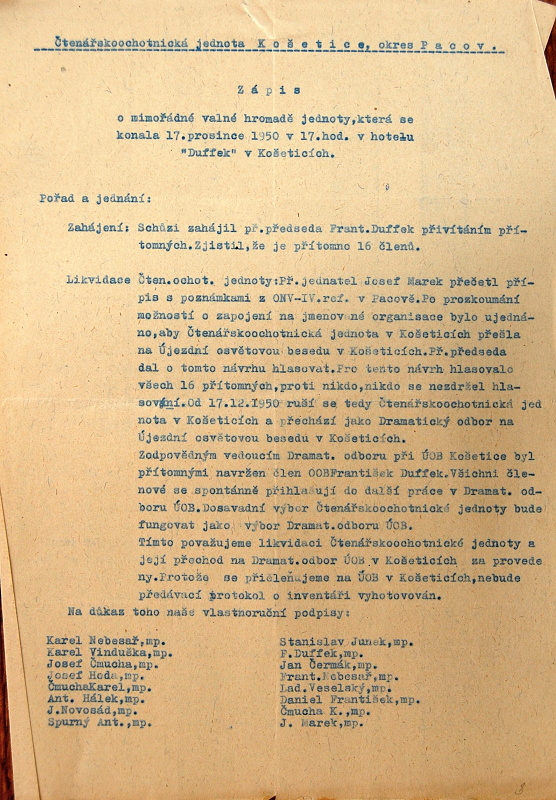 Čtenářskoochotnická jednota K o š e t i c e, okres P a c o v .
Z á p i s
o mimořádné valné hromadě jednoty,která se
konala 17.prosince 1950 v 17.hod. v hotelu
"Duffek" v Košeticích.
Pořad a jednání:
Zahájení: Schůzi zahájil př.předseda Frant.Duffek přivítáním pří-
tomných.Zjistil,že je přítomno 16 členů.
Likvidace Čten.ochot. jednoty:Př.jednatel Josef Marek přečetl pří-
pis s poznámkami z ONV-IV.ref. v Pacově.Po prozkoumání
možností o zapojení na jmenované organisace bylo ujedná-
no,aby Čtenářskoochotnická jednota v Košeticích přešla
na Újezdní osvětovou besedu v Košeticích.Př.předseda
dal o tomto návrhu hlasovat.Pro tento návrh hlasovalo
všech 16 přítomných,proti nikdo,nikdo se nezdržel hla-
sování.Od 17.12.1950 ruší se tedy Čtenářskoochotnická jed
nota v Košeticích a přechází jako Dramatický odbor na
Újezdní osvětovou besedu v Košeticích.
Zodpovědným vedoucím Dramat. odboru při ÚOB Košetice byl
přítomnými navržen člen OOBFrantišek Duffek.Všichni čle-
nové se spontánně přihlašují do další práce v Dramat. od-
boru ÚOB.Dosavadní výbor Čtenářskoochotnické jednoty bude
fungovat jako výbor Dramat.odboru ÚOB.
Tímto považujeme likvidaci Čtenářskoochotnické jednoty a
její přechod na Dramat.odbor ÚOB v Košeticích za provede
ny.Protože se přičleňujeme na ÚOB v Košeticích,nebude
předávací protokol o inventáři vyhotovován.
Na důkaz toho naše vlastnoruční podpisy:
Karel Nebesař,mp. Stanislav Junek,mp.
Karel Vinduška,mp. F.Duffek,mp.
Josef Čmucha,mp. Jan Čermák,mp.
Josef Hoda,mp. Frant.Nebesař,mp.
ČmuchaKarel,mp. Lad.Veselský,mp.
Ant. Hálek,mp. Daniel František,mp.
J.Novosád,mp. Čmucha K.,mp.
Spurný Ant.,mp. J. Marek,mp.